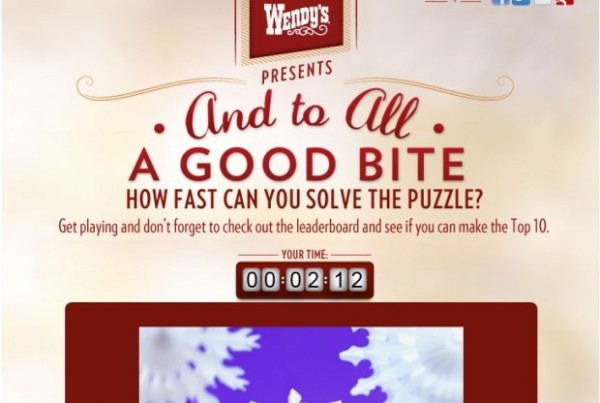 WENDY'S
PRESENTS
• And to All •
A GOOD BITE
HOW FAST CAN YOU SOLVE THE PUZZLE?
Get playing and don't forget to check out the leaderboard and see if you can make the Top 10.
YOUR TIME:
00:02:12